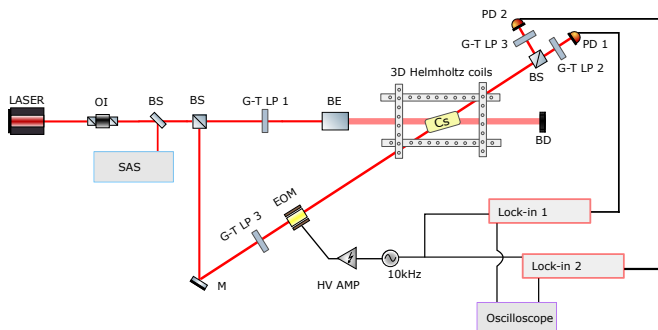 PD 2
PD 1
G-T LP 3
G-T LP 2
BS
3D Helmholtz coils
LASER
OI
BS
BS
G-T LP 1
BE
Cs
BD
SAS
EOM
G-T LP 3
M
HV AMP
10kHz
Lock-in 1
Lock-in 2
Oscilloscope